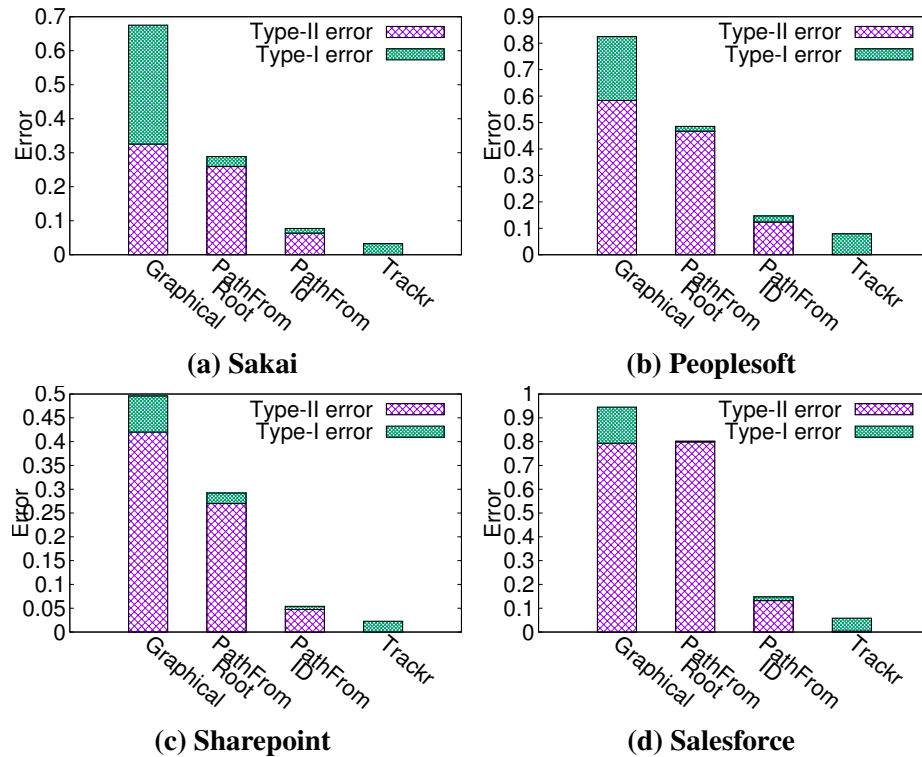 0.7
0.6
0.5
0.4
0.3
0.2
0.1
0
Error
Type-II error
Type-I error
Graphical
PathFrom
Root
PathFrom
Id
Trackr
(a) Sakai
0.9
0.8
0.7
0.6
0.5
0.4
0.3
0.2
0.1
0
Error
Type-II error
Type-I error
Graphical
PathFrom
Root
PathFrom
ID
Trackr
(b) Peoplesoft
0.5
0.45
0.4
0.35
0.3
0.25
0.2
0.15
0.1
0.05
0
Error
Type-II error
Type-I error
Graphical
PathFrom
Root
PathFrom
ID
Trackr
(c) Sharepoint
1
0.9
0.8
0.7
0.6
0.5
0.4
0.3
0.2
0.1
0
Error
Type-II error
Type-I error
Graphical
PathFrom
Root
PathFrom
ID
Trackr
(d) Salesforce